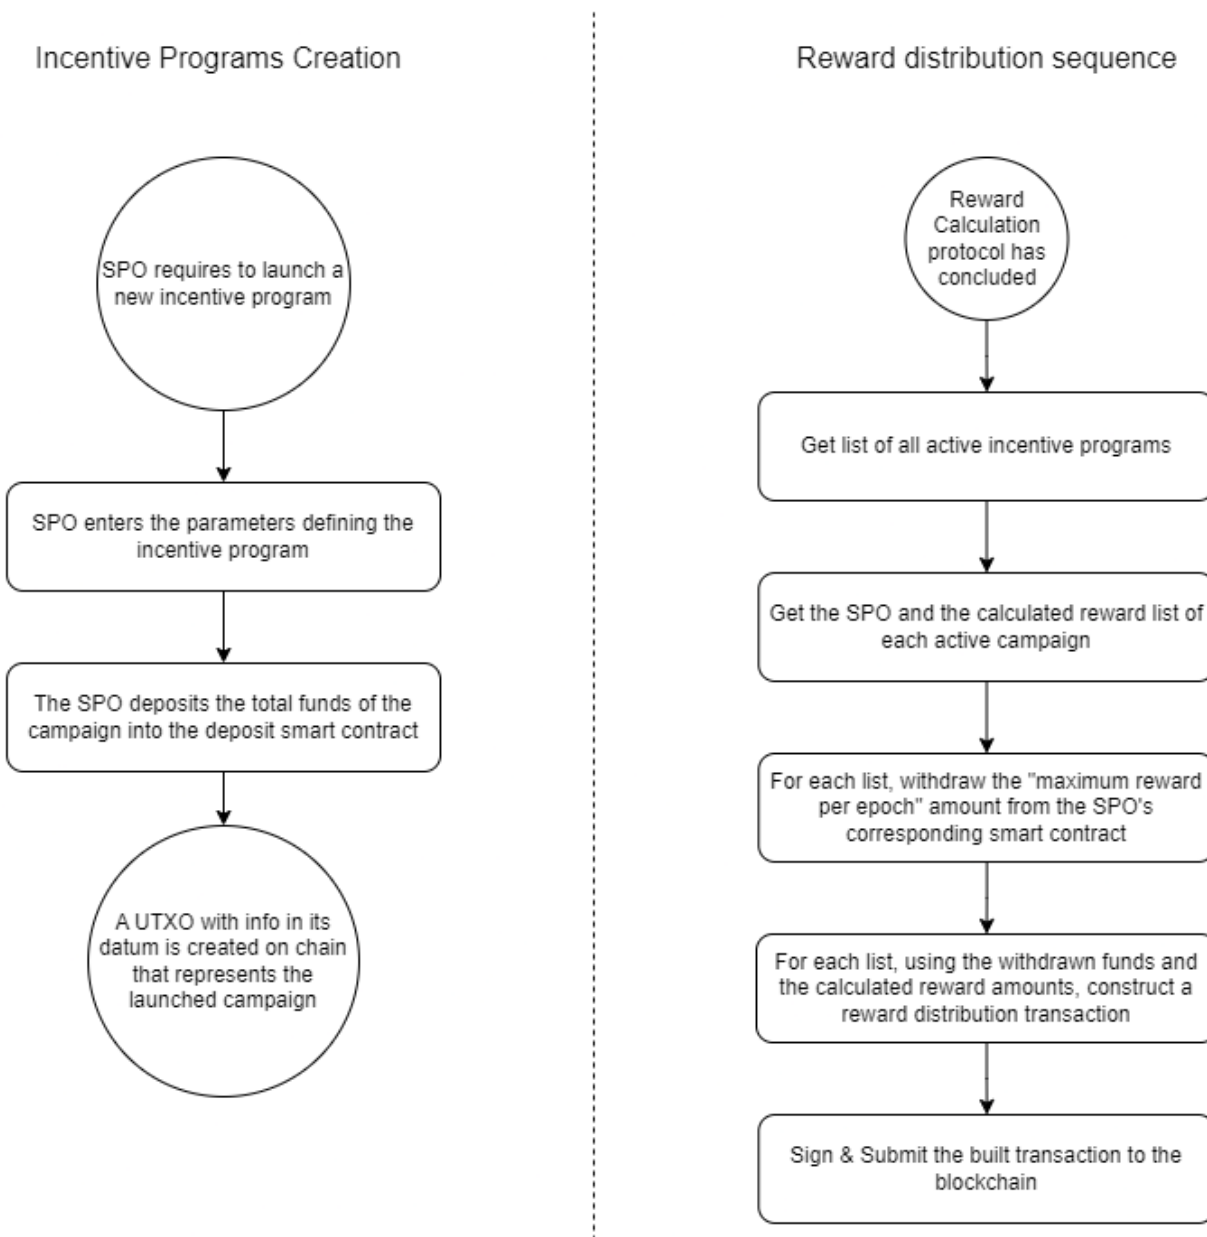 Incentive Programs Creation
SPO requires to launch a
new incentive program
SPO enters the parameters defining the
incentive program
The SPO deposits the total funds of the
campaign into the deposit smart contract
A UTXO with info in its
datum is created on chain
that represents the
launched campaign
Reward distribution sequence
Reward
Calculation
protocol has
concluded
Get list of all active incentive programs
Get the SPO and the calculated reward list of
each active campaign
For each list, withdraw the "maximum reward
per epoch" amount from the SPO's
corresponding smart contract
For each list, using the withdrawn funds and
the calculated reward amounts, construct a
reward distribution transaction
Sign & Submit the built transaction to the
blockchain